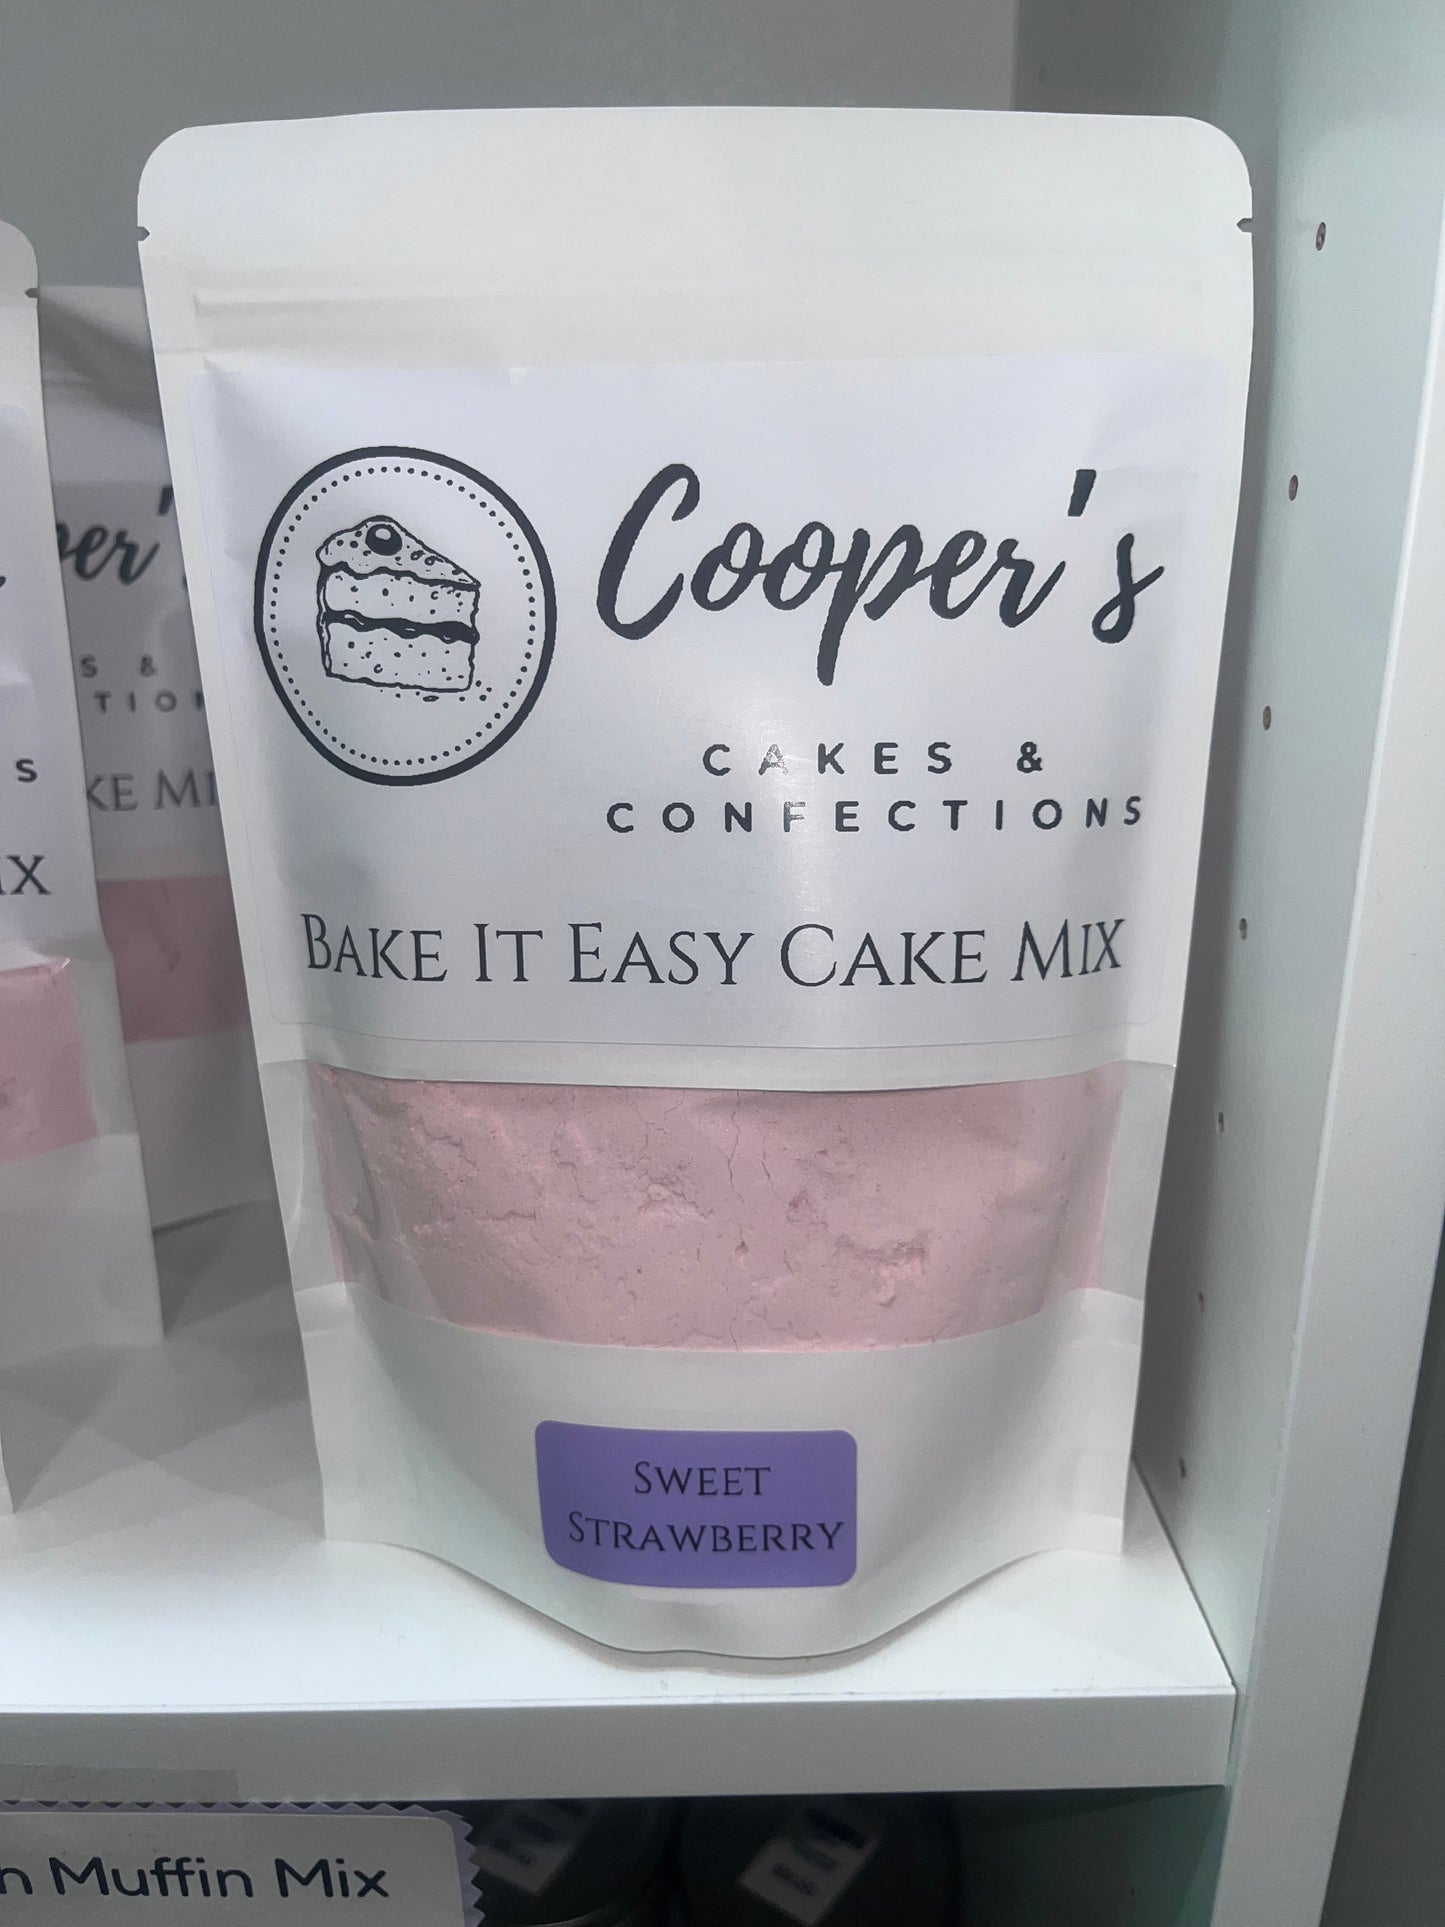 Cooper's
CAKES &
CONFECTIONS
BAKE IT EASY CAKE MIX
SWEET
STRAWBERRY
Muffin Mix